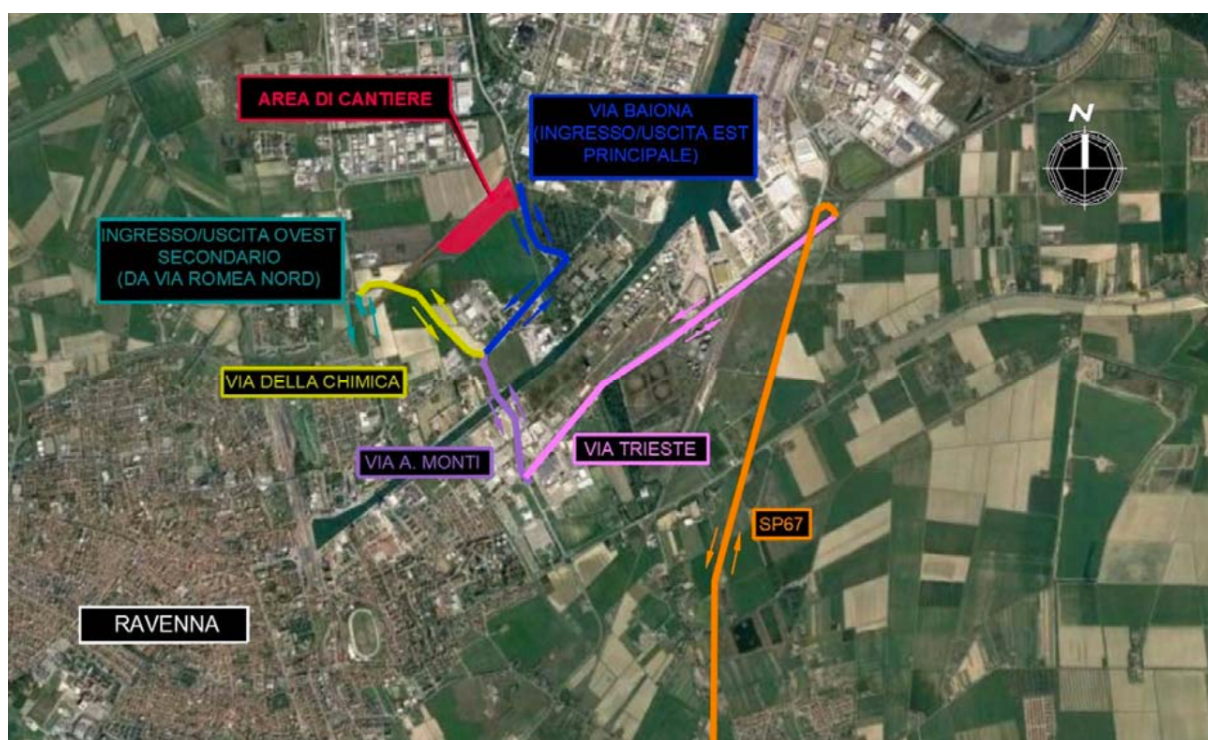 AREA DI CANTIERE
VIA BAIONA
(INGRESSO/USCITA EST
PRINCIPALE)
N
INGRESSO/USCITA OVEST
SECONDARIO
(DA VIA ROMEA NORD)
VIA DELLA CHIMICA
VIA A. MONTI
VIA TRIESTE
SP67
RAVENNA